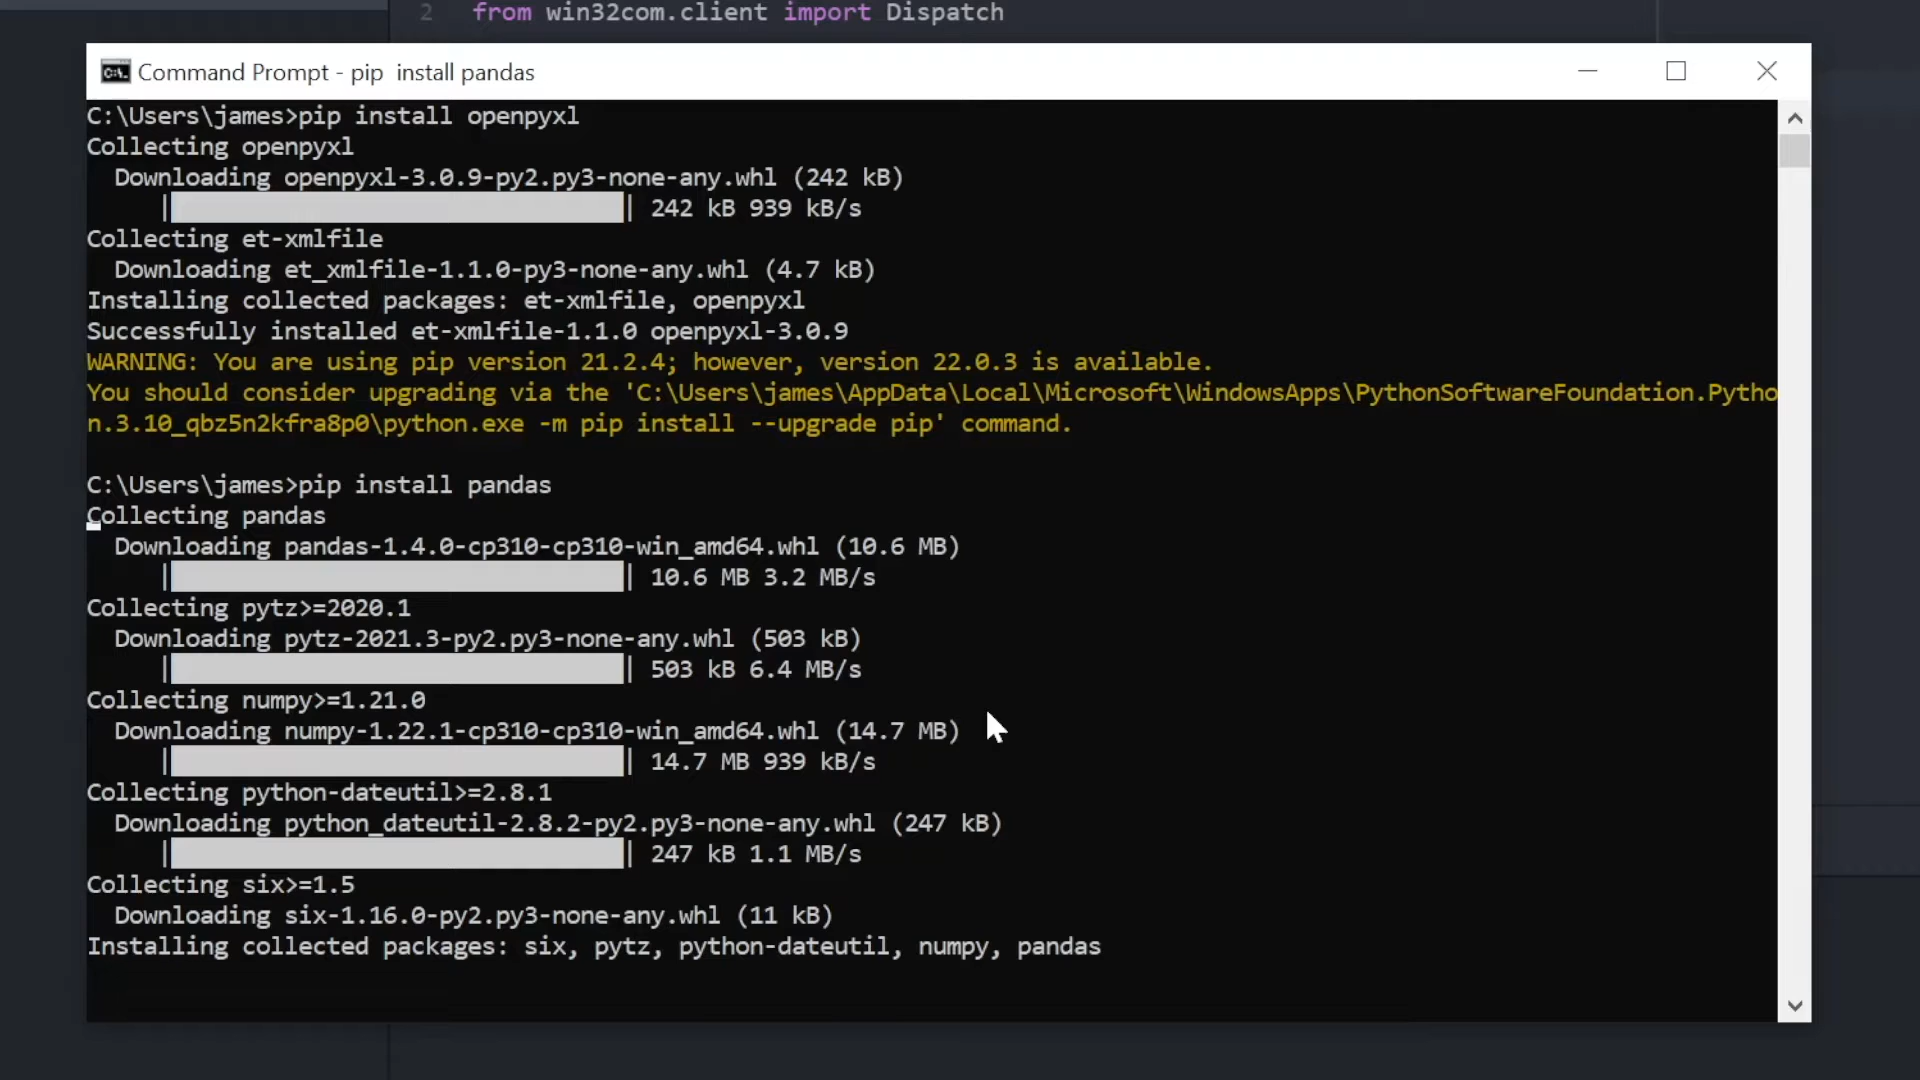 2 from win32com.client import Dispatch
Command Prompt - pip  install pandas
C:\Users\james>pip install openpyxl
Collecting openpyxl
  Downloading openpyxl-3.0.9-py2.py3-none-any.whl (242 kB)
     |████████████████████████████████| 242 kB 939 kB/s
Collecting et-xmlfile
  Downloading et_xmlfile-1.1.0-py3-none-any.whl (4.7 kB)
Installing collected packages: et-xmlfile, openpyxl
Successfully installed et-xmlfile-1.1.0 openpyxl-3.0.9
WARNING: You are using pip version 21.2.4; however, version 22.0.3 is available.
You should consider upgrading via the 'C:\Users\james\AppData\Local\Microsoft\WindowsApps\PythonSoftwareFoundation.Pytho
n.3.10_qbz5n2kfra8p0\python.exe -m pip install --upgrade pip' command.
C:\Users\james>pip install pandas
Collecting pandas
  Downloading pandas-1.4.0-cp310-cp310-win_amd64.whl (10.6 MB)
     |████████████████████████████████| 10.6 MB 3.2 MB/s
Collecting pytz>=2020.1
  Downloading pytz-2021.3-py2.py3-none-any.whl (503 kB)
     |████████████████████████████████| 503 kB 6.4 MB/s
Collecting numpy>=1.21.0
  Downloading numpy-1.22.1-cp310-cp310-win_amd64.whl (14.7 MB)
     |████████████████████████████████| 14.7 MB 939 kB/s
Collecting python-dateutil>=2.8.1
  Downloading python_dateutil-2.8.2-py2.py3-none-any.whl (247 kB)
     |████████████████████████████████| 247 kB 1.1 MB/s
Collecting six>=1.5
  Downloading six-1.16.0-py2.py3-none-any.whl (11 kB)
Installing collected packages: six, pytz, python-dateutil, numpy, pandas